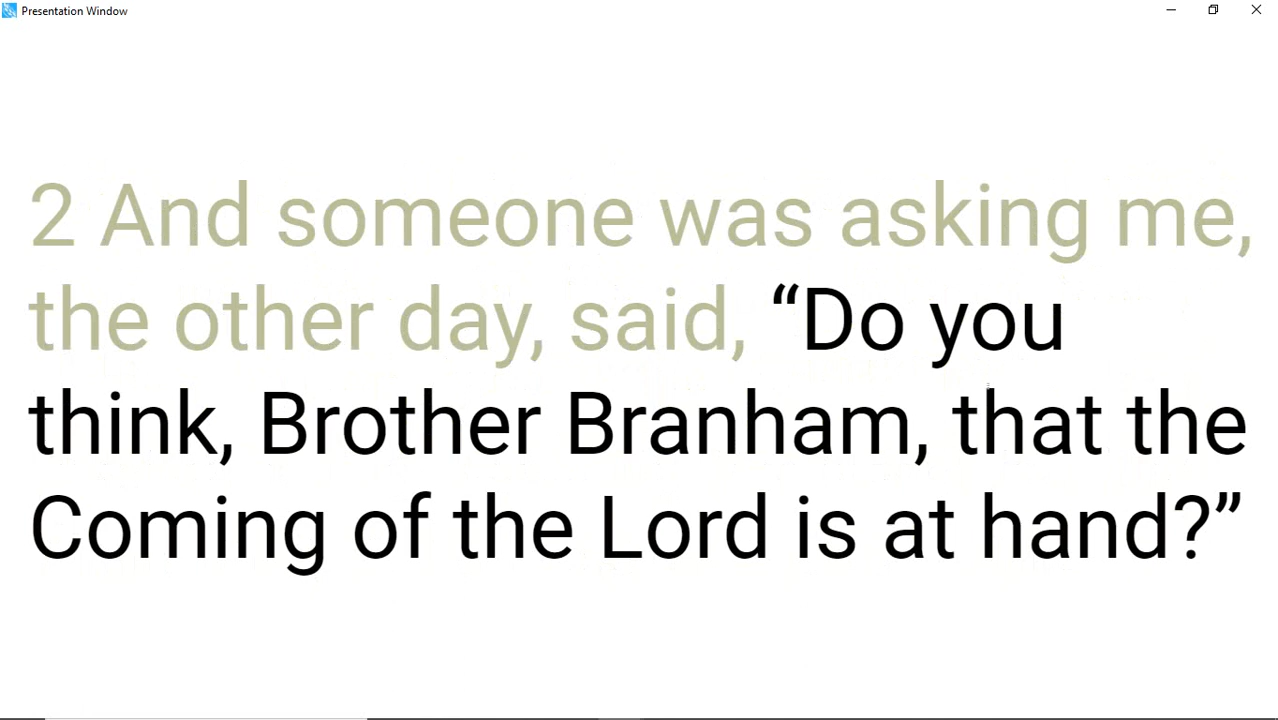 Presentation Window
2 And someone was asking me,
the other day, said, “Do you
think, Brother Branham, that the
Coming of the Lord is at hand?”